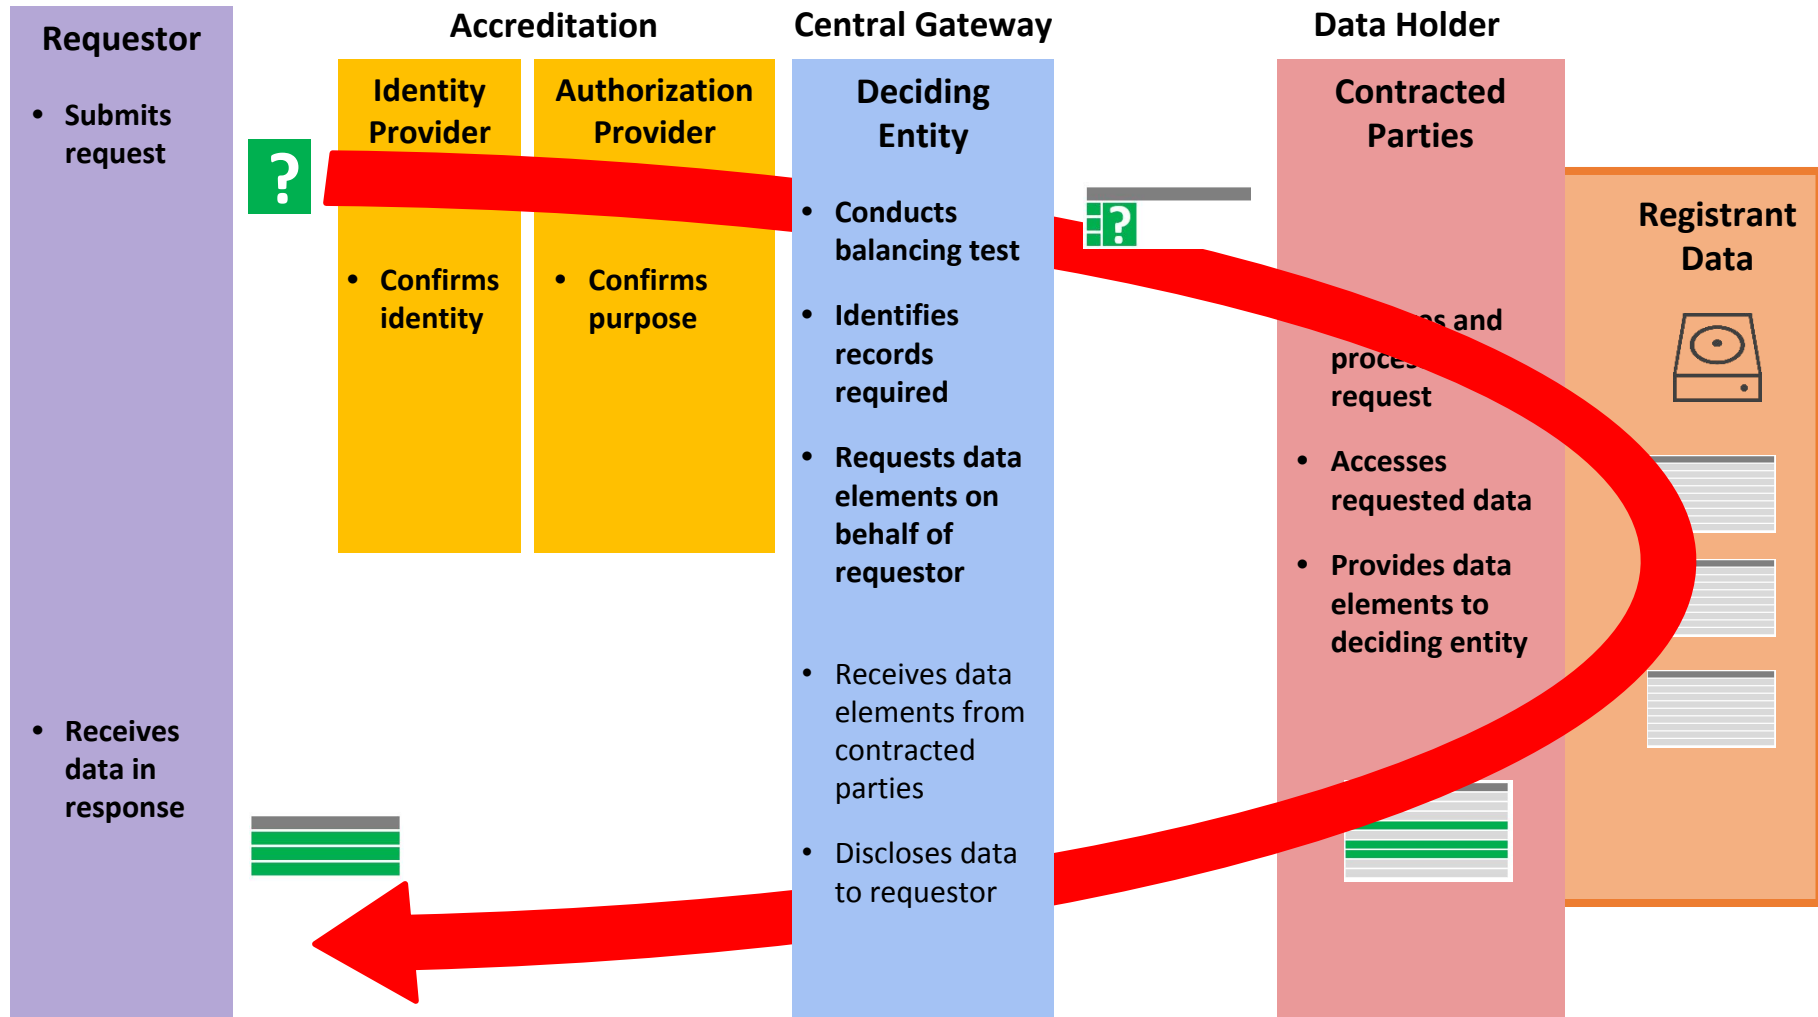 Requestor
• Submits
request
• Receives
data in
response
Accreditation
Identity
Provider
• Confirms
identity
Authorization
Provider
• Confirms
purpose
?
Central Gateway
Deciding
Entity
• Conducts
balancing test
• Identifies
records
required
• Requests data
elements on
behalf of
requestor
• Receives data
elements from
contracted
parties
• Discloses data
to requestor
?
Data Holder
Contracted
Parties
and
request
• Accesses
requested data
• Provides data
elements to
deciding entity
Registrant
Data